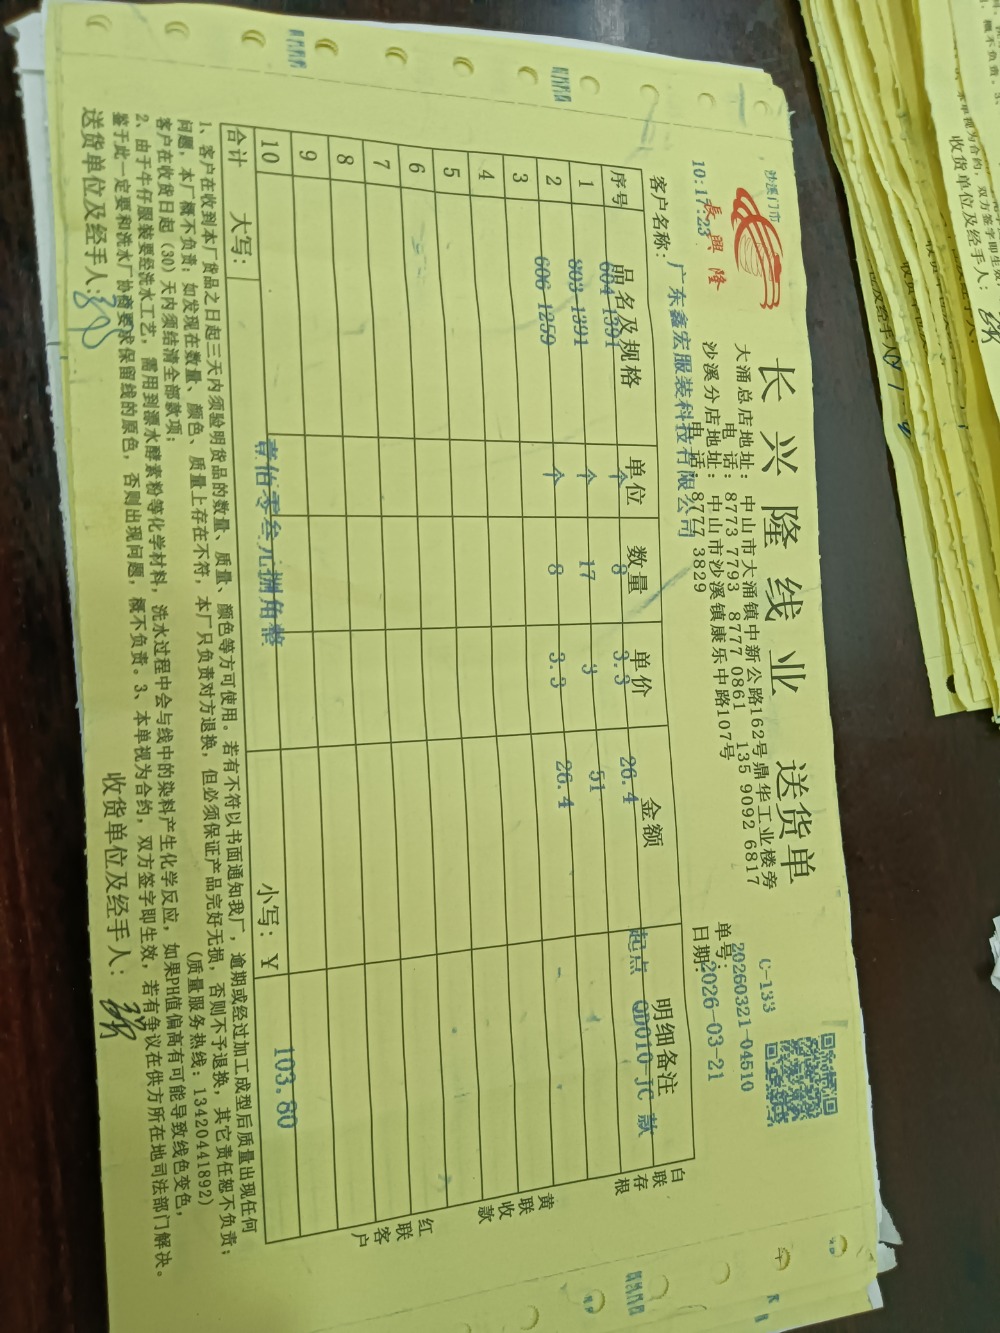 沙溪门市
長興隆
10:17:23
长兴隆线业 送货单
大涌总店地址：中山市大涌镇中新公路162号鼎华工业楼旁
电话：8773 7793 8777 0861 135 9092 6817
沙溪分店地址：中山市沙溪镇康乐中路107号
电话：8777 3829
C-133
单号：20260321-04510
日期：2026-03-21
客户名称：广东鑫宏服装科技有限公司
序号 品名及规格 单位 数量 单价 金额 明细备注
604-1391 个 8 3.3 26.4 起点 QD010-JC 款
1 803-1391 个 17 3 51
2 606-1259 个 8 3.3 26.4
3
4
5
6
7
8
9
10
合计 大写： 壹佰零叁元捌角整 小写：Y 103.80
白联存根
黄联收款
红联客户
1、客户在收到本厂货品之日起三天内须验明货品的数量、质量、颜色等方可使用。若有不符以书面通知我厂，逾期或经过加工成型后质量出现任何
问题，本厂概不负责；如发现在数量、颜色、质量上存在不符，本厂只负责对方退换，但必须保证产品完好无损，否则不予退换，其它责任恕不负责；
客户在收货日起（30）天内须结清全部款项； （质量服务热线：13420441892）
2、由于牛仔服装要经洗水工艺，需用到漂水酵素粉等化学材料，洗水过程中会与线中的染料产生化学反应，如果PH值偏高有可能导致线色变色，
鉴于此一定要和洗水厂协商要求保留线的原色，否则出现问题，概不负责。3、本单视为合约，双方签字即生效，若有争议在供方所在地司法部门解决。
送货单位及经手人： 收货单位及经手人：
收货单位及经手人：